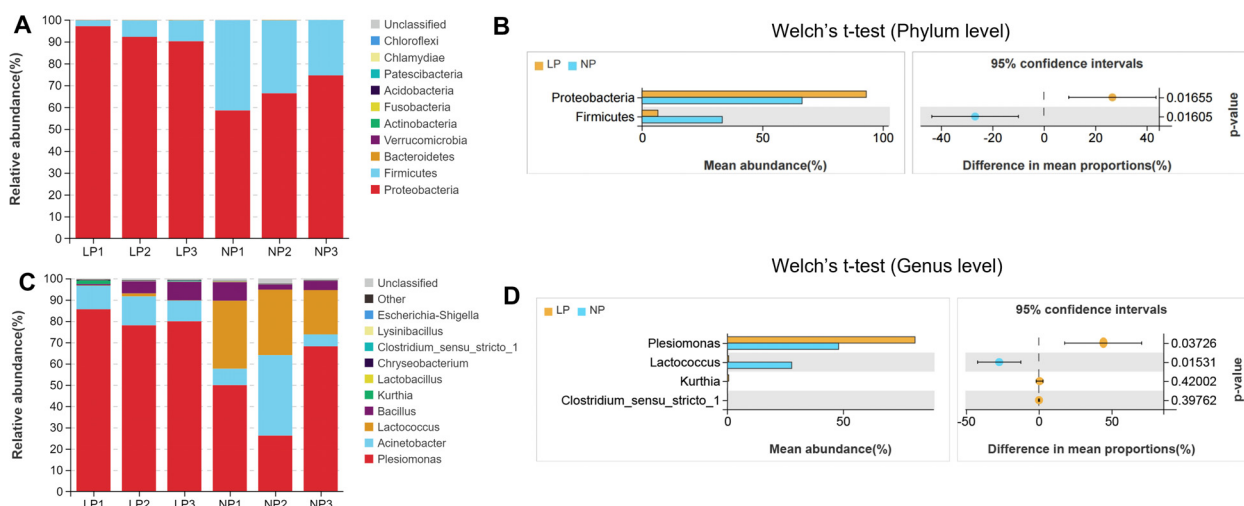 A
Relative abundance(%)
100
90
80
70
60
50
40
30
20
10
0
LP1 LP2 LP3 NP1 NP2 NP3
Unclassified
Chloroflexi
Chlamydiae
Patescibacteria
Acidobacteria
Fusobacteria
Actinobacteria
Verrucomicrobia
Bacteroidetes
Firmicutes
Proteobacteria
B
Welch's t-test (Phylum level)
LP NP
Proteobacteria
Firmicutes
0 50 100
Mean abundance(%)
95% confidence intervals
0.01655
0.01605
p-value
-40 -20 0 20 40
Difference in mean proportions(%)
C
Relative abundance(%)
100
90
80
70
60
50
40
30
20
10
0
LP1 LP2 LP3 NP1 NP2 NP3
Unclassified
Other
Escherichia-Shigella
Lysinibacillus
Clostridium_sensu_stricto_1
Chryseobacterium
Lactobacillus
Kurthia
Bacillus
Lactococcus
Acinetobacter
Plesiomonas
Welch's t-test (Genus level)
D
LP NP
Plesiomonas
Lactococcus
Kurthia
Clostridium_sensu_stricto_1
0 50
Mean abundance(%)
95% confidence intervals
0.03726
0.01531
0.42002
0.39762
p-value
-50 0 50
Difference in mean proportions(%)